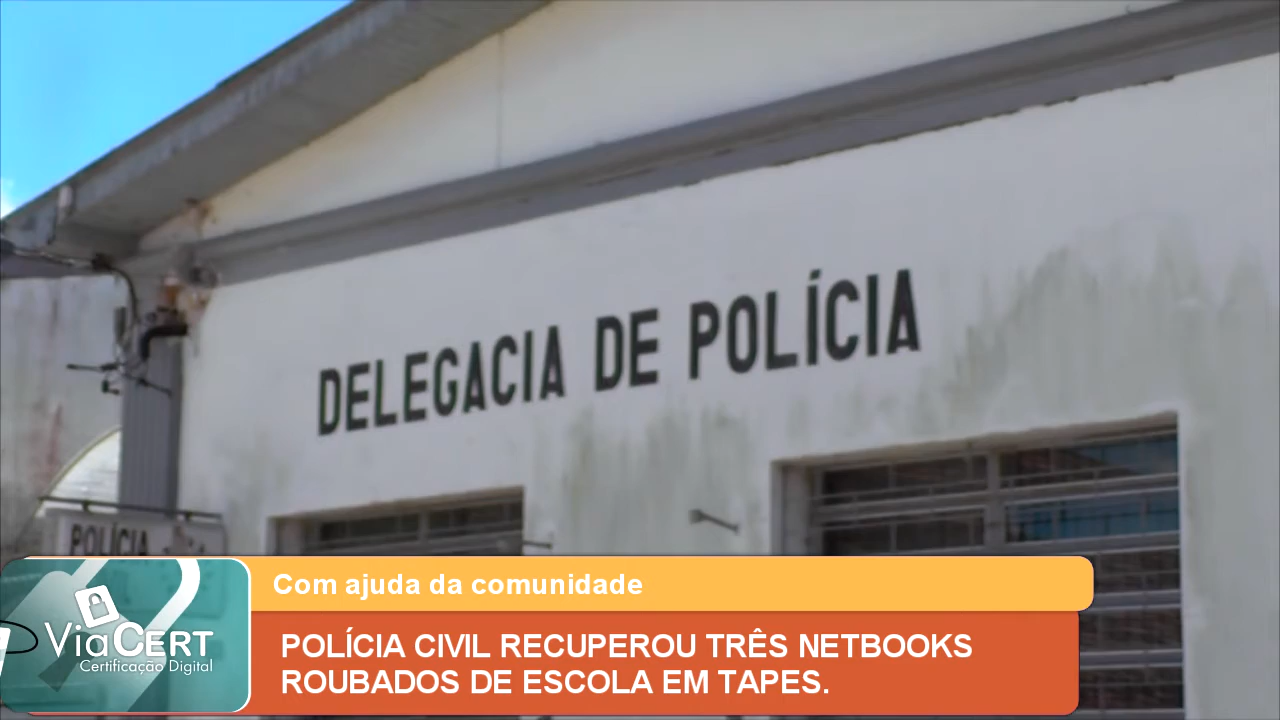 DELEGACIA DE POLÍCIA
POLÍCIA
Com ajuda da comunidade
POLÍCIA CIVIL RECUPEROU TRÊS NETBOOKS
ROUBADOS DE ESCOLA EM TAPES.
ViaCERT
Certificação Digital